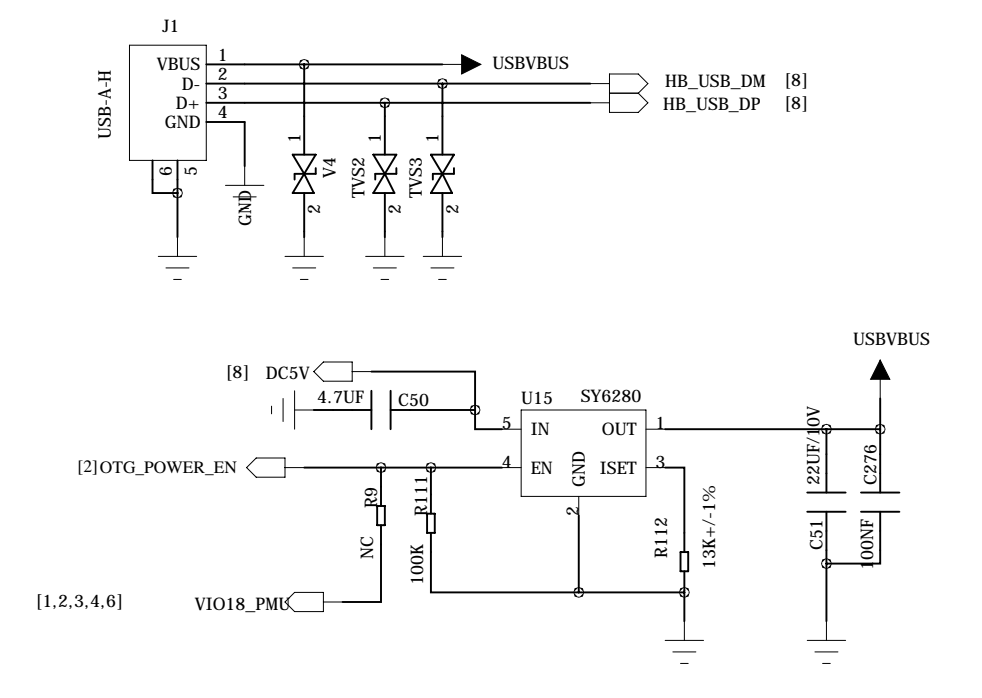 J1
USB-A-H
VBUS 1
D- 2
D+ 3
GND 4
6 5
GND
USBVBUS
HB_USB_DM [8]
HB_USB_DP [8]
1 V4 2
1 TVS2 2
1 TVS3 2
USBVBUS
[8] DC5V
4.7UF C50
U15 SY6280
5 IN OUT 1
[2]OTG_POWER_EN
4 EN ISET 3
GND
2
R9
NC
R111
100K
R112
13K+/-1%
22UF/10V
C51
C276
100NF
[1,2,3,4,6] VIO18_PMU